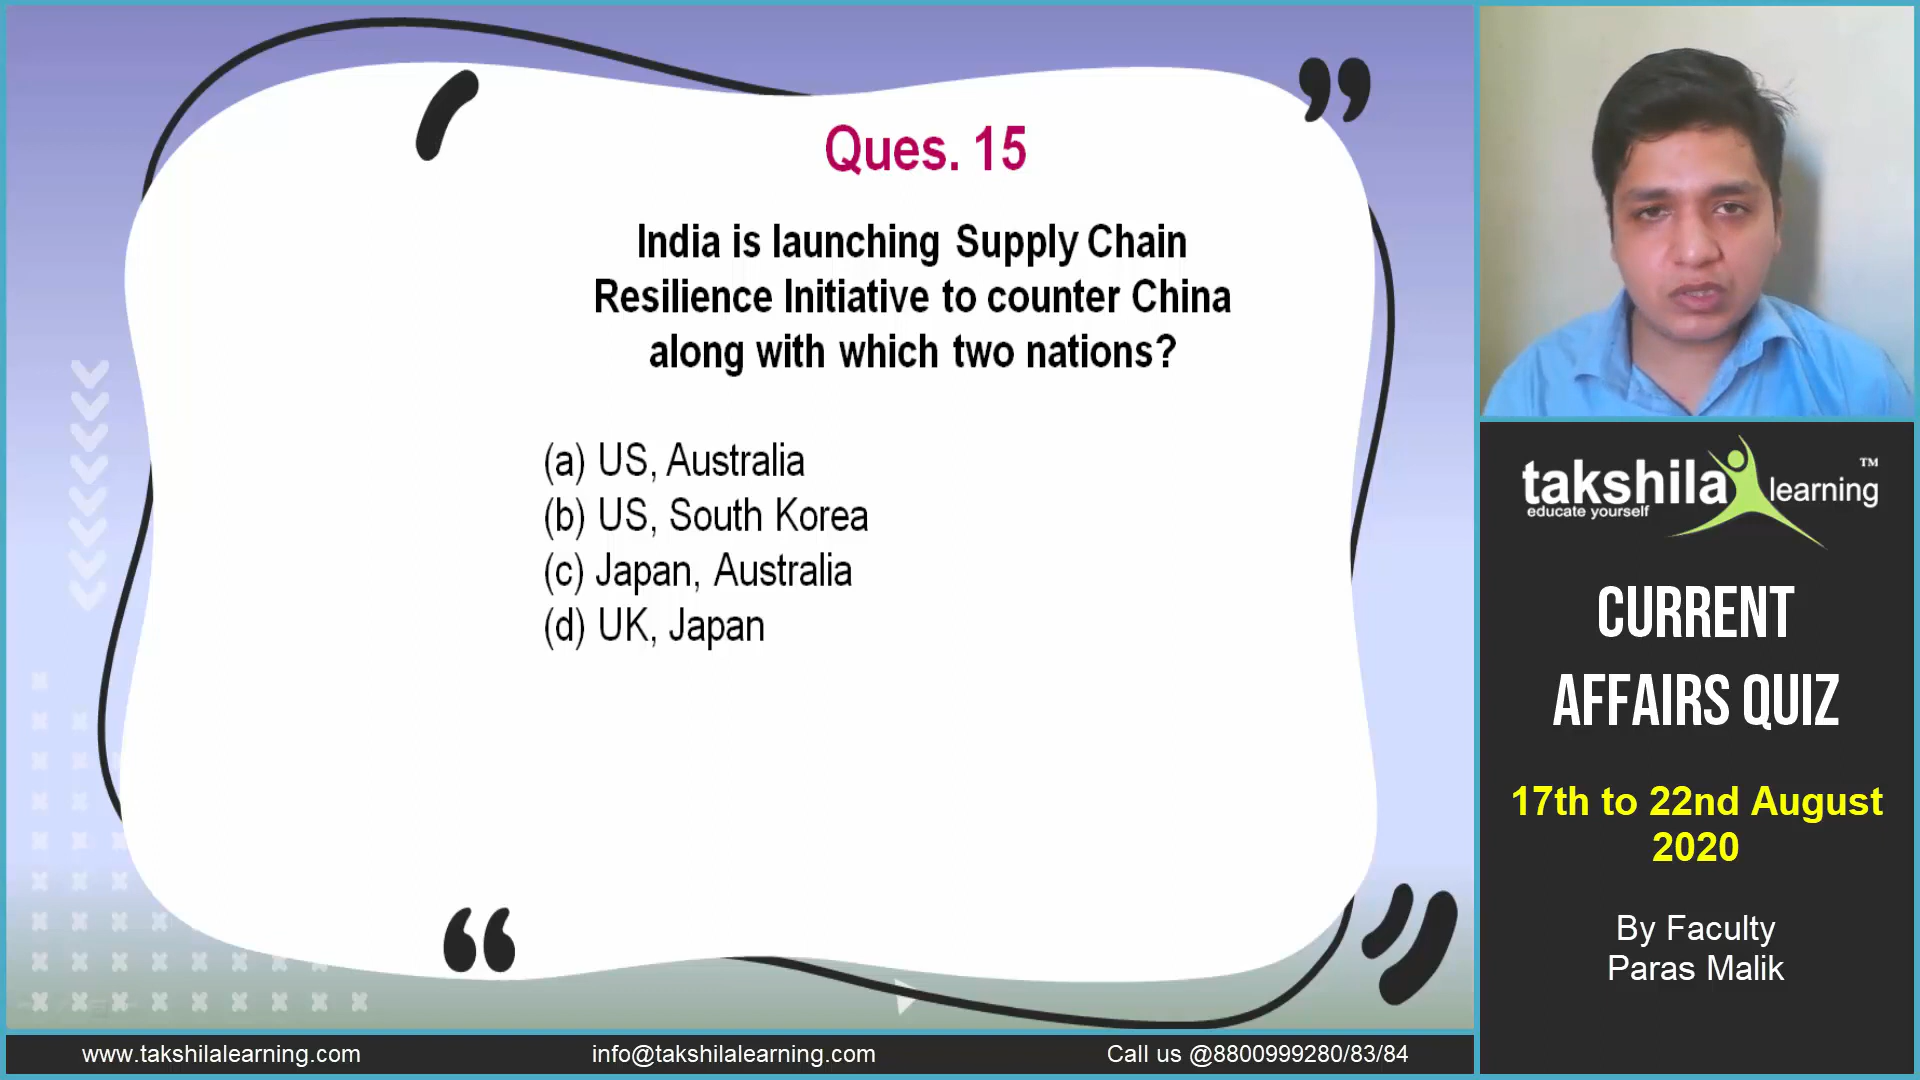 Ques. 15
India is launching Supply Chain
Resilience Initiative to counter China
along with which two nations?
(a) US, Australia
(b) US, South Korea
(c) Japan, Australia
(d) UK, Japan
takshila learning ™
educate yourself
CURRENT
AFFAIRS QUIZ
17th to 22nd August
2020
By Faculty
Paras Malik
www.takshilalearning.com
info@takshilalearning.com
Call us @8800999280/83/84